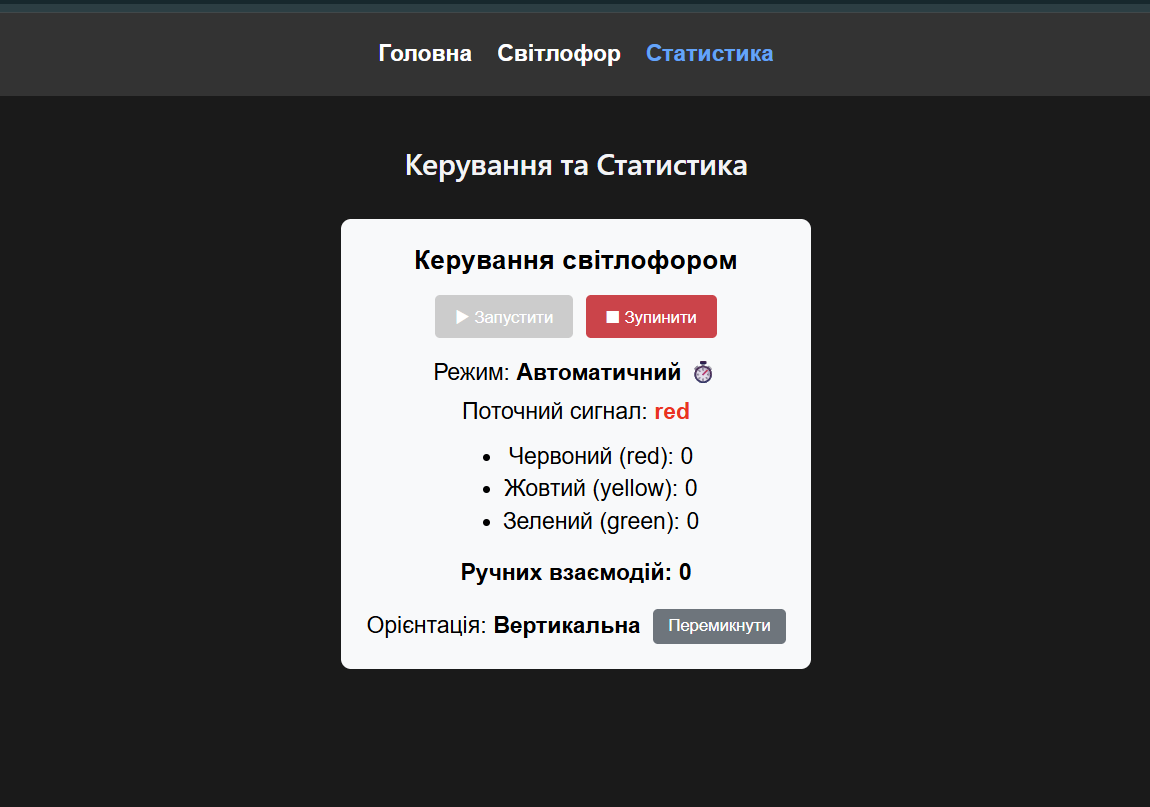 Головна Світлофор Статистика
Керування та Статистика
Керування світлофором
▶ Запустити ■ Зупинити
Режим: Автоматичний ⏱
Поточний сигнал: red
• Червоний (red): 0
• Жовтий (yellow): 0
• Зелений (green): 0
Ручних взаємодій: 0
Орієнтація: Вертикальна Перемикнути